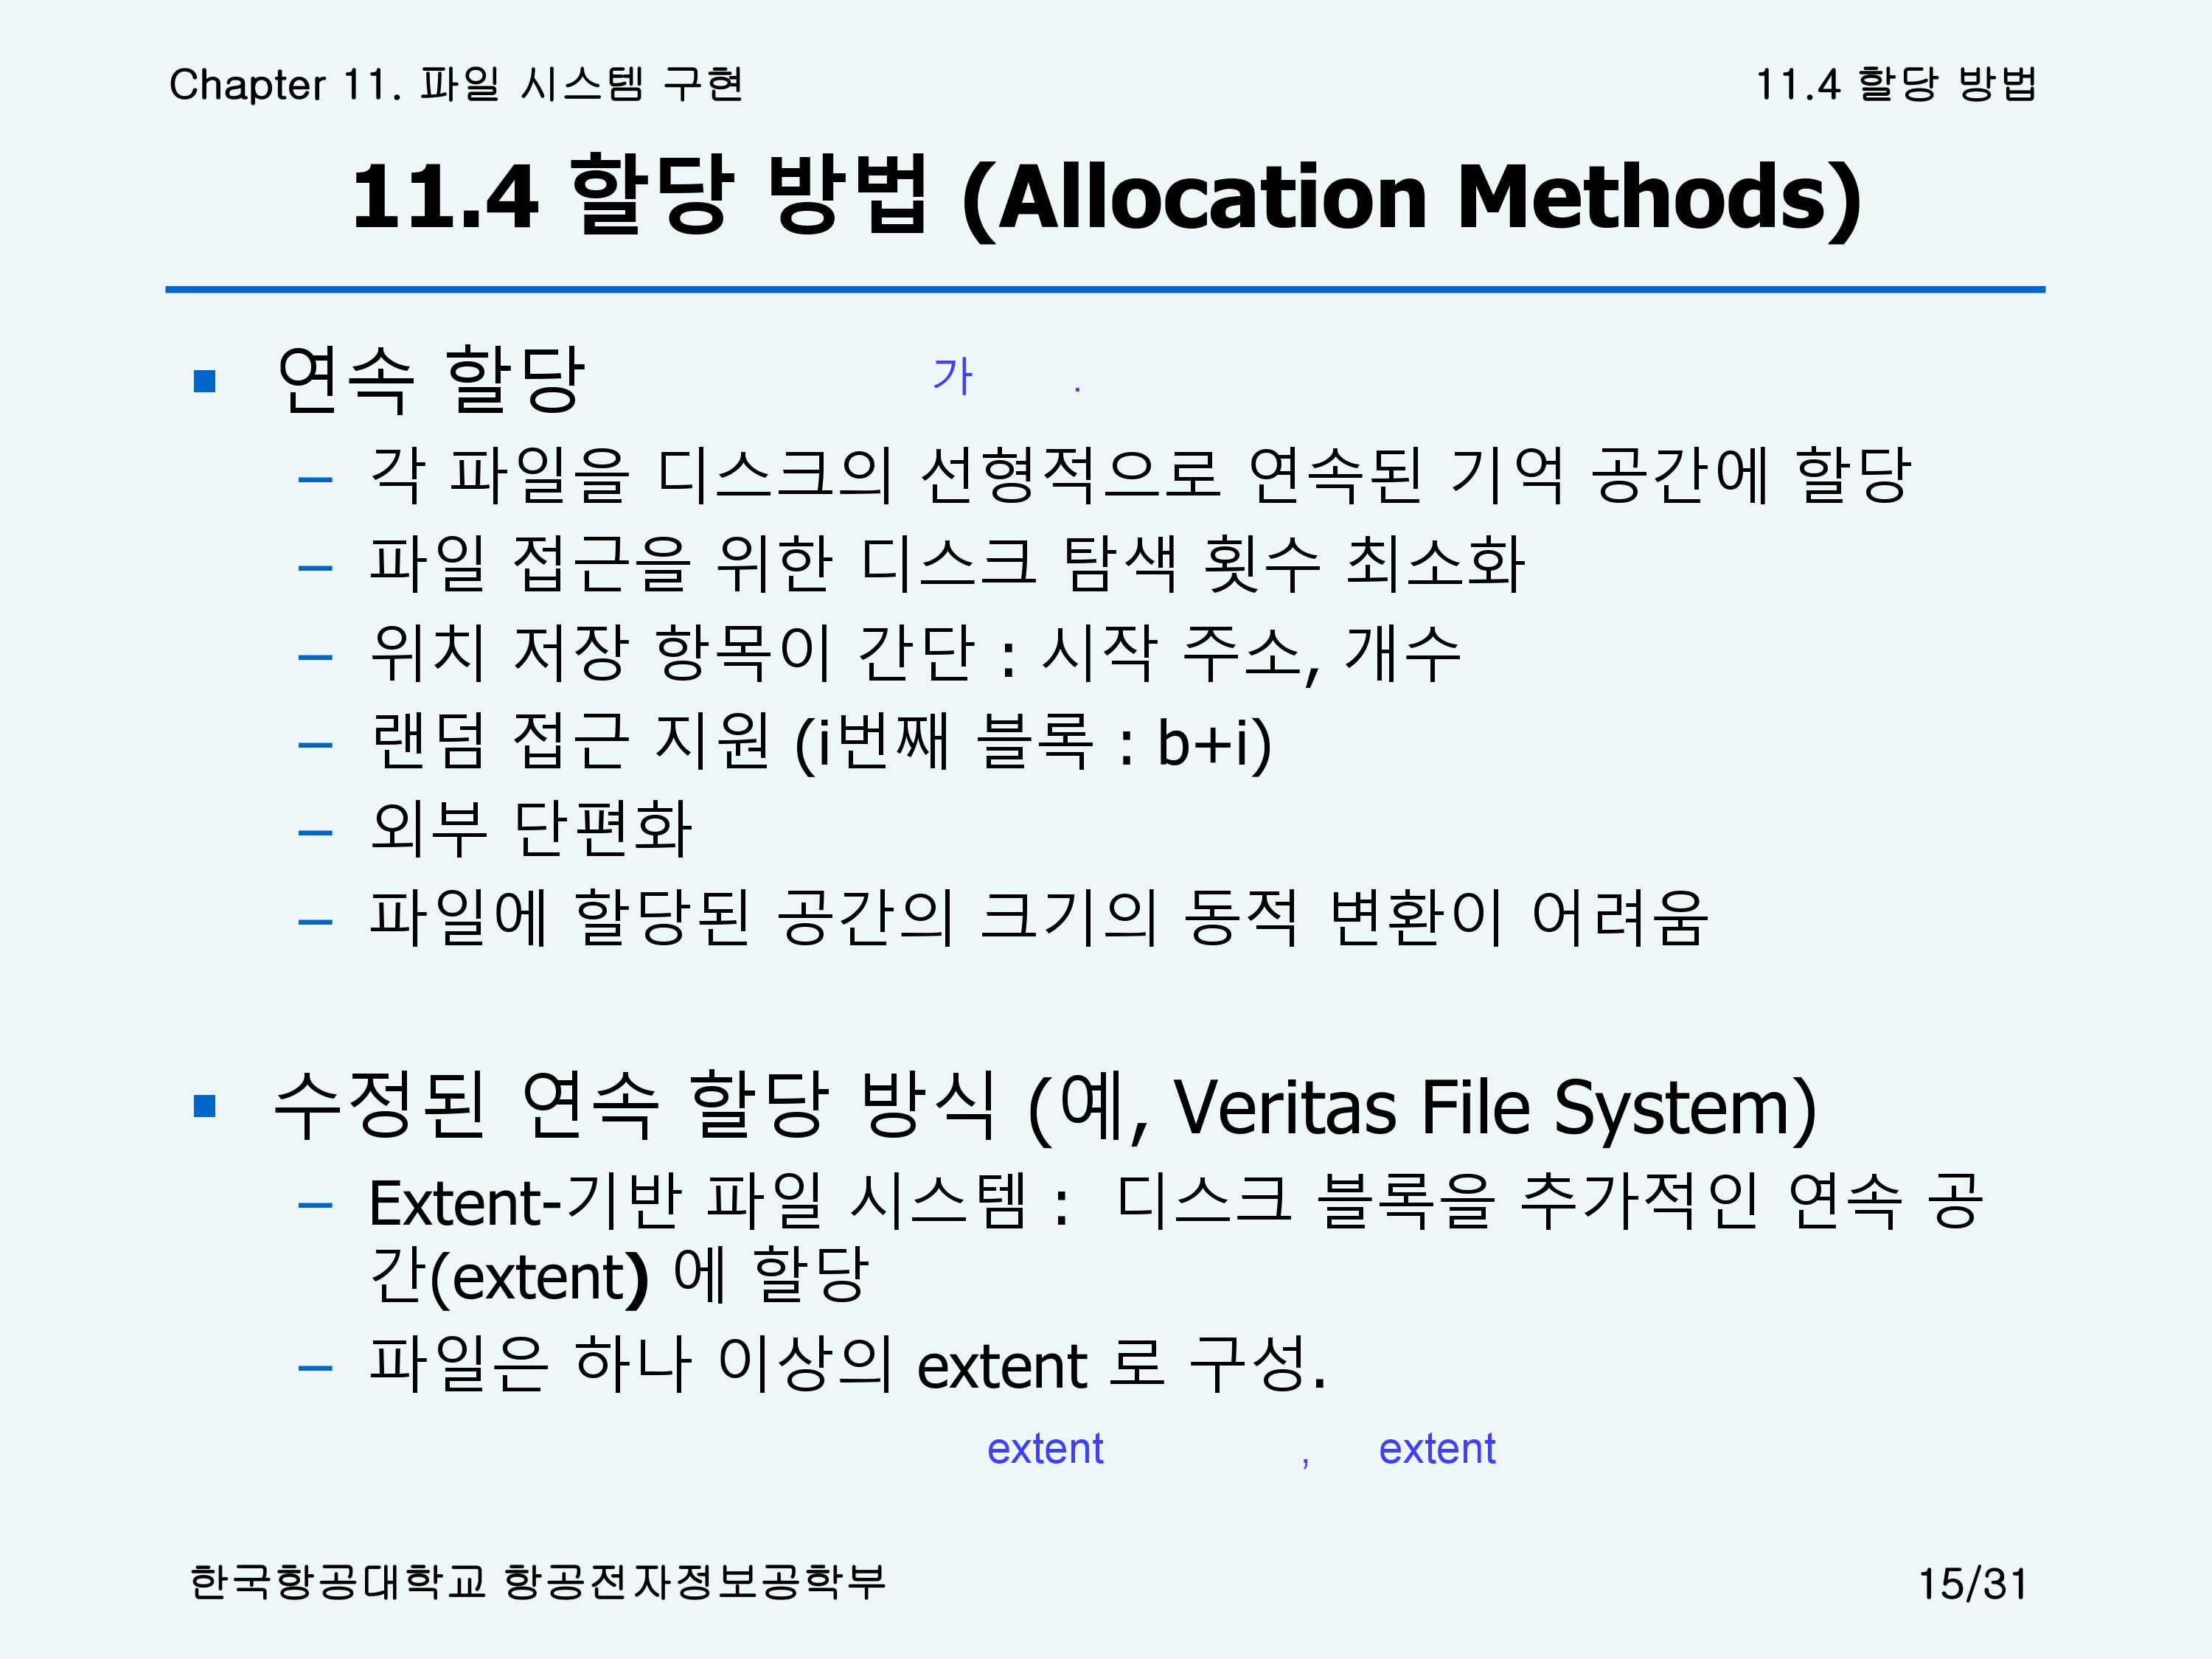 Chapter 11. 파일 시스템 구현
11.4 할당 방법
11.4 할당 방법 (Allocation Methods)
연속 할당
가 .
– 각 파일을 디스크의 선형적으로 연속된 기억 공간에 할당
– 파일 접근을 위한 디스크 탐색 횟수 최소화
– 위치 저장 항목이 간단 : 시작 주소, 개수
– 랜덤 접근 지원 (i번째 블록 : b+i)
– 외부 단편화
– 파일에 할당된 공간의 크기의 동적 변환이 어려움
수정된 연속 할당 방식 (예, Veritas File System)
– Extent-기반 파일 시스템 : 디스크 블록을 추가적인 연속 공
간(extent) 에 할당
– 파일은 하나 이상의 extent 로 구성.
extent , extent
한국항공대학교 항공전자정보공학부
15/31